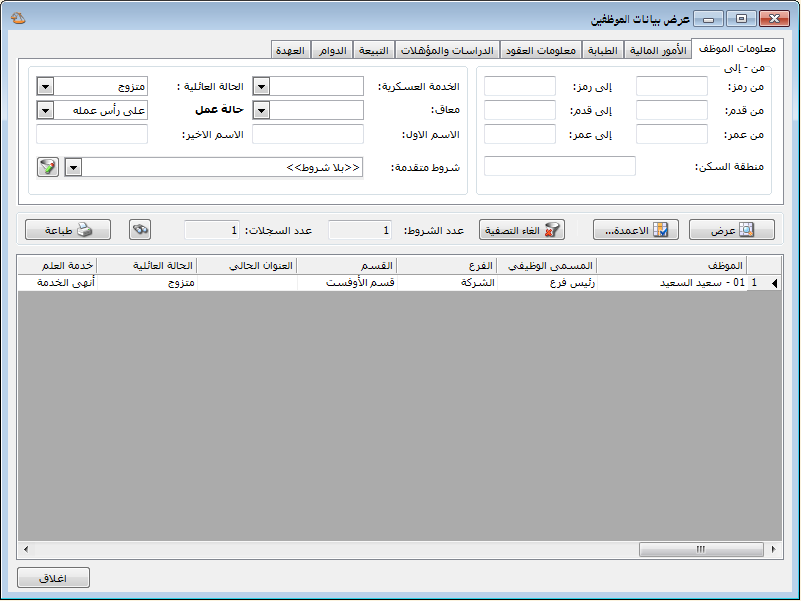 عرض بيانات الموظفين
معلومات الموظف الأمور المالية الطبابة معلومات العقود الدراسات والمؤهلات التبيعة الدوام العهدة
من - إلى
من رمز: إلى رمز: الخدمة العسكرية: الحالة العائلية : متزوج
من قدم: إلى قدم: معاق: حالة عمل على رأس عمله
من عمر: إلى عمر: الاسم الاول: الاسم الاخير:
منطقة السكن: شروط متقدمة: <<بلا شروط>>
عرض الاعمدة... الغاء التصفية عدد الشروط: 1 عدد السجلات: 1 طباعة
الموظف المسمى الوظيفي الفرع القسم العنوان الحالي الحالة العائلية خدمة العلم
1 01 - سعيد السعيد رئيس فرع الشركة قسم الأوفست متزوج أنهى الخدمة
اغلاق